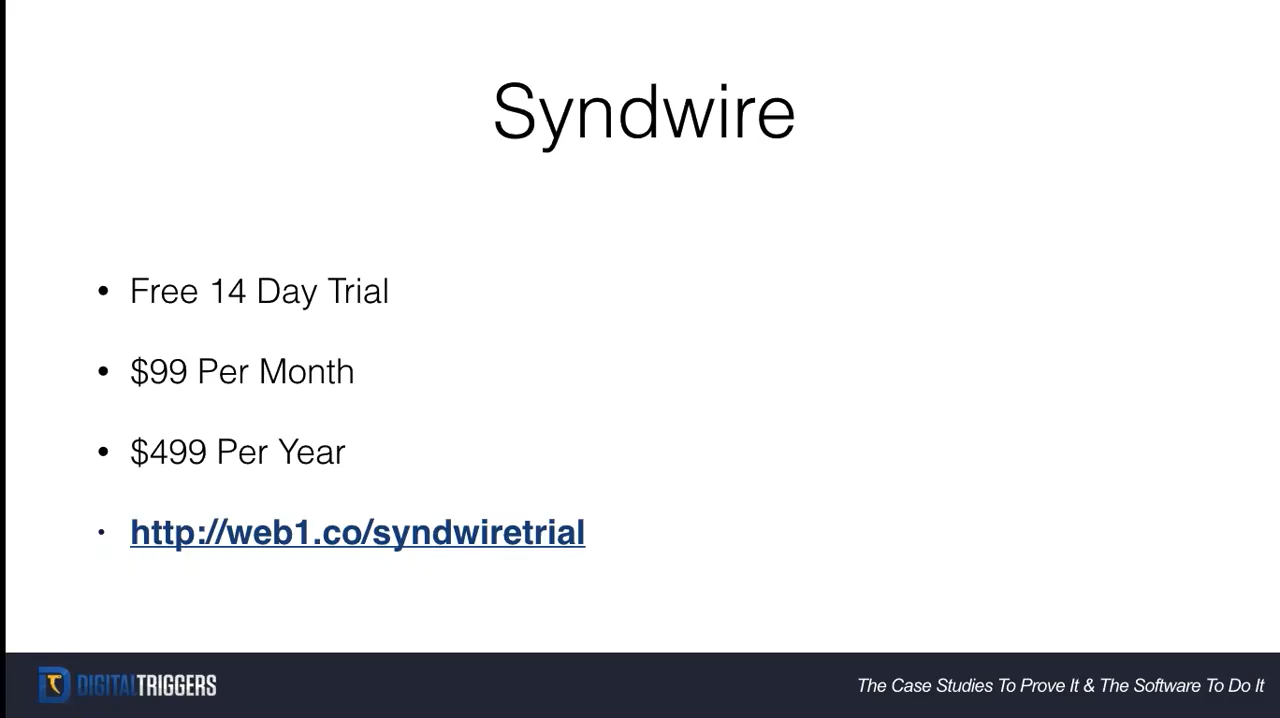 Syndwire
• Free 14 Day Trial
• $99 Per Month
• $499 Per Year
• http://web1.co/syndwiretrial
DIGITALTRIGGERS
The Case Studies To Prove It & The Software To Do It